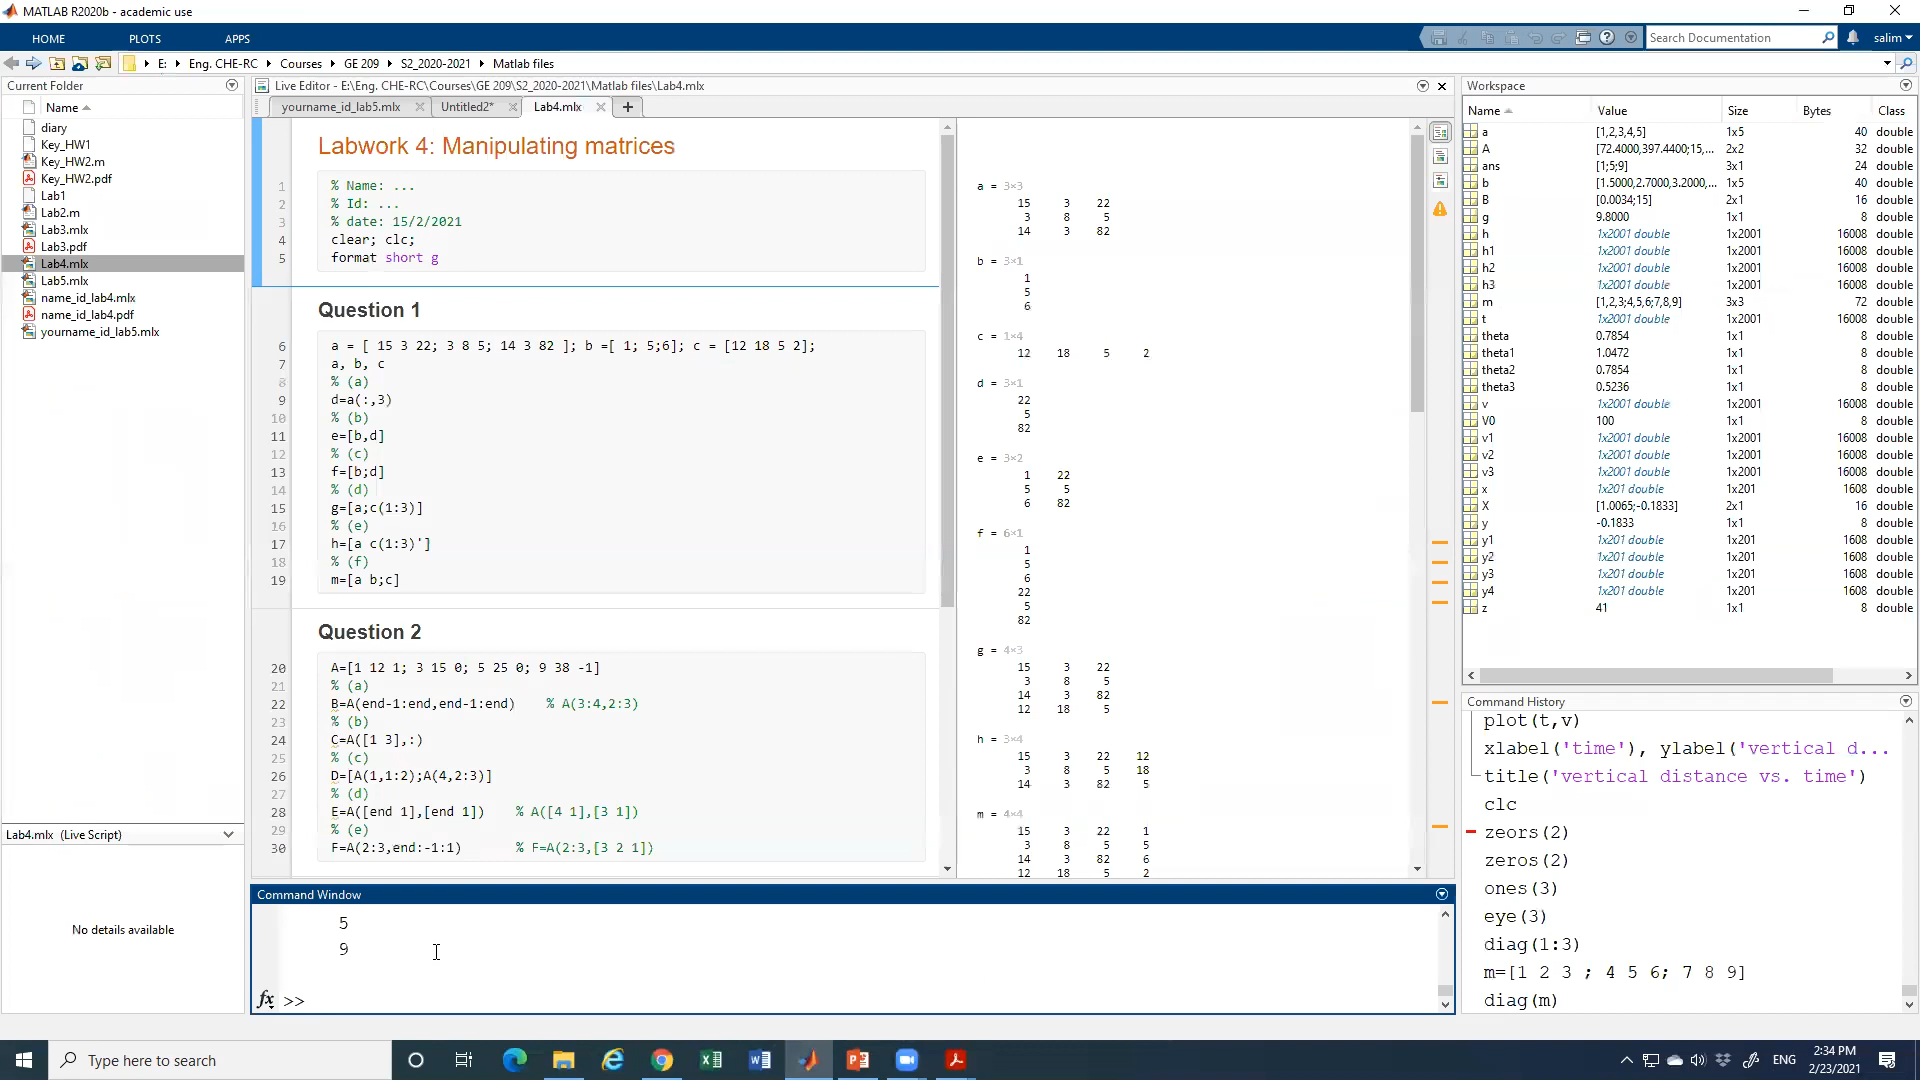 MATLAB R2020b - academic use
HOME PLOTS APPS
Search Documentation
salim
E: Eng. CHE-RC Courses GE 209 S2_2020-2021 Matlab files
Current Folder
Name
diary
Key_HW1
Key_HW2.m
Key_HW2.pdf
Lab1
Lab2.m
Lab3.mlx
Lab3.pdf
Lab4.mlx
Lab5.mlx
name_id_lab4.mlx
name_id_lab4.pdf
yourname_id_lab5.mlx
Lab4.mlx (Live Script)
No details available
Live Editor - E:\Eng. CHE-RC\Courses\GE 209\S2_2020-2021\Matlab files\Lab4.mlx
yourname_id_lab5.mlx Untitled2* Lab4.mlx
Labwork 4: Manipulating matrices
1 % Name: ...
2 % Id: ...
3 % date: 15/2/2021
4 clear; clc;
5 format short g
Question 1
6 a = [ 15 3 22; 3 8 5; 14 3 82 ]; b =[ 1; 5;6]; c = [12 18 5 2];
7 a, b, c
8 % (a)
9 d=a(:,3)
10 % (b)
11 e=[b,d]
12 % (c)
13 f=[b;d]
14 % (d)
15 g=[a;c(1:3)]
16 % (e)
17 h=[a c(1:3)']
18 % (f)
19 m=[a b;c]
Question 2
20 A=[1 12 1; 3 15 0; 5 25 0; 9 38 -1]
21 % (a)
22 B=A(end-1:end,end-1:end) % A(3:4,2:3)
23 % (b)
24 C=A([1 3],:)
25 % (c)
26 D=[A(1,1:2);A(4,2:3)]
27 % (d)
28 E=A([end 1],[end 1]) % A([4 1],[3 1])
29 % (e)
30 F=A(2:3,end:-1:1) % F=A(2:3,[3 2 1])
a = 3×3
15 3 22
3 8 5
14 3 82
b = 3×1
1
5
6
c = 1×4
12 18 5 2
d = 3×1
22
5
82
e = 3×2
1 22
5 5
6 82
f = 6×1
1
5
6
22
5
82
g = 4×3
15 3 22
3 8 5
14 3 82
12 18 5
h = 3×4
15 3 22 12
3 8 5 18
14 3 82 5
m = 4×4
15 3 22 1
3 8 5 5
14 3 82 6
12 18 5 2
Command Window
5
9
fx >>
Workspace
Name Value Size Bytes Class
a [1,2,3,4,5] 1x5 40 double
A [72.4000,397.4400;15,... 2x2 32 double
ans [1;5;9] 3x1 24 double
b [1.5000,2.7000,3.2000,... 1x5 40 double
B [0.0034;15] 2x1 16 double
g 9.8000 1x1 8 double
h 1x2001 double 1x2001 16008 double
h1 1x2001 double 1x2001 16008 double
h2 1x2001 double 1x2001 16008 double
h3 1x2001 double 1x2001 16008 double
m [1,2,3;4,5,6;7,8,9] 3x3 72 double
t 1x2001 double 1x2001 16008 double
theta 0.7854 1x1 8 double
theta1 1.0472 1x1 8 double
theta2 0.7854 1x1 8 double
theta3 0.5236 1x1 8 double
v 1x2001 double 1x2001 16008 double
V0 100 1x1 8 double
v1 1x2001 double 1x2001 16008 double
v2 1x2001 double 1x2001 16008 double
v3 1x2001 double 1x2001 16008 double
x 1x201 double 1x201 1608 double
X [1.0065;-0.1833] 2x1 16 double
y -0.1833 1x1 8 double
y1 1x201 double 1x201 1608 double
y2 1x201 double 1x201 1608 double
y3 1x201 double 1x201 1608 double
y4 1x201 double 1x201 1608 double
z 41 1x1 8 double
Command History
plot(t,v)
xlabel('time'), ylabel('vertical d...
title('vertical distance vs. time')
clc
zeors(2)
zeros(2)
ones(3)
eye(3)
diag(1:3)
m=[1 2 3 ; 4 5 6; 7 8 9]
diag(m)
Type here to search
ENG
2:34 PM
2/23/2021